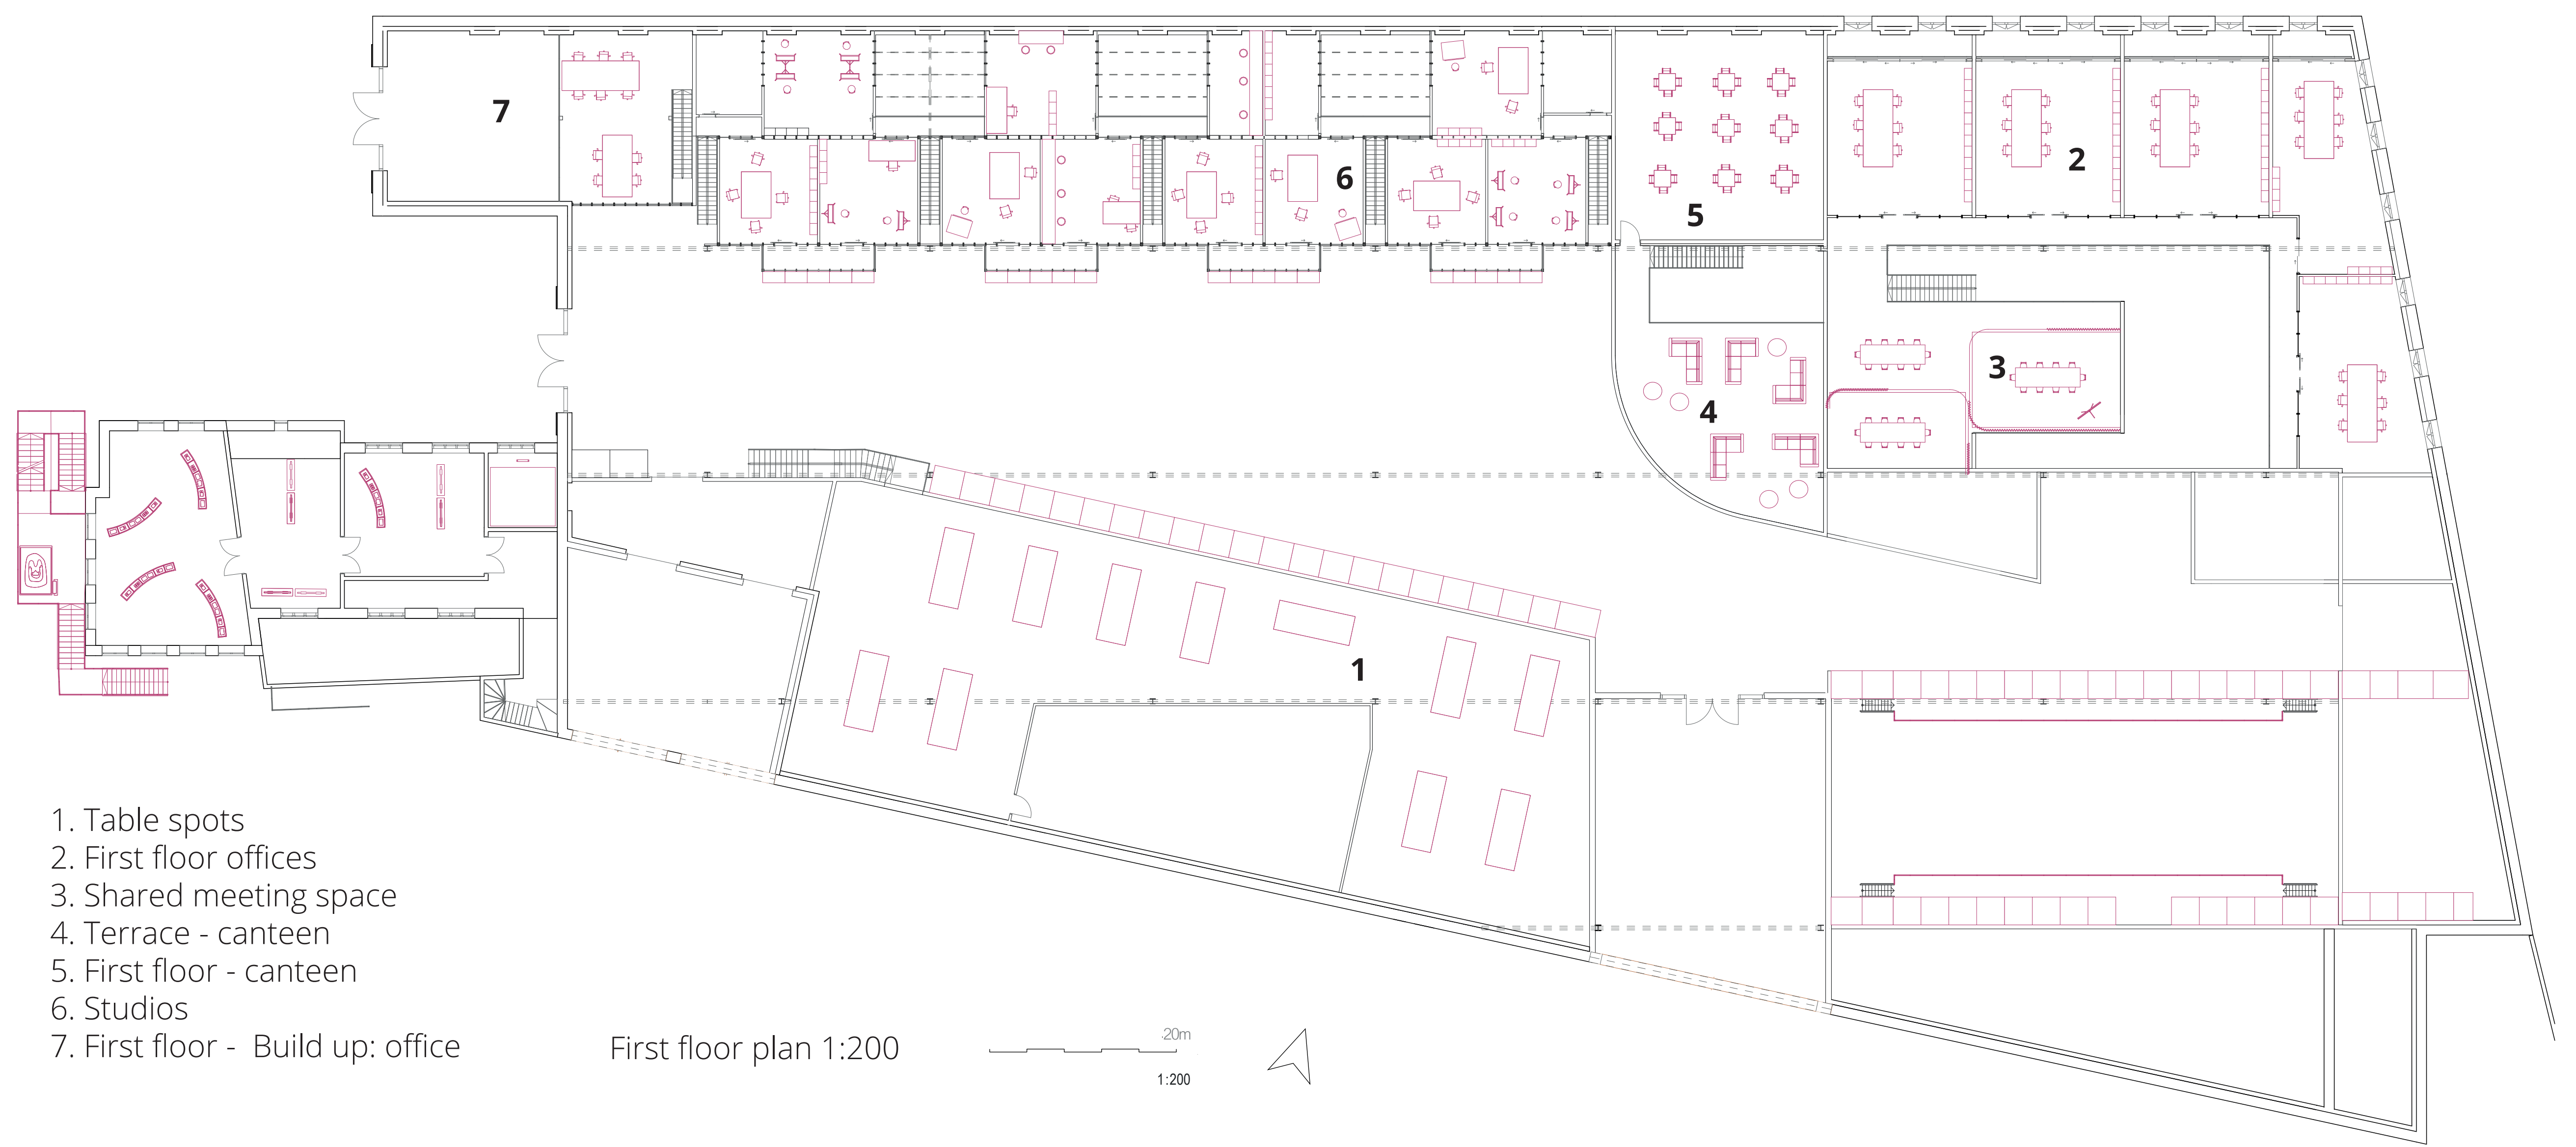 7
2
6
5
3
4
1
1. Table spots
2. First floor offices
3. Shared meeting space
4. Terrace - canteen
5. First floor - canteen
6. Studios
7. First floor - Build up: office
First floor plan 1:200
20m
1:200